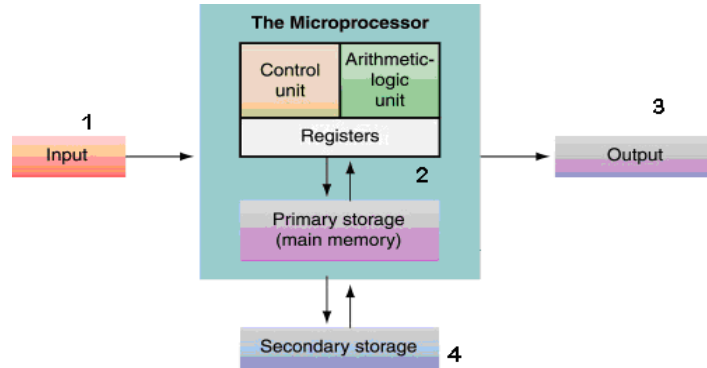 The Microprocessor
Control
unit
Arithmetic-
logic
unit
1
3
Input
Registers
Output
2
Primary storage
(main memory)
Secondary storage
4